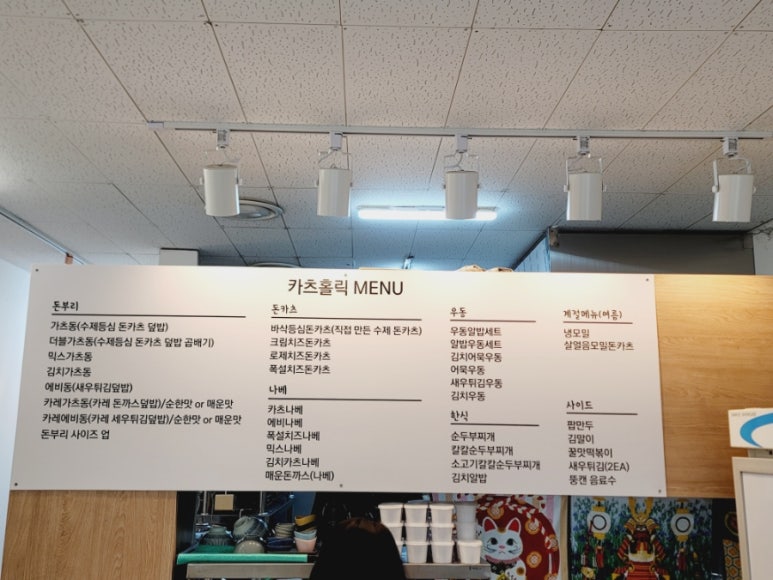 카츠홀릭 MENU
돈부리
가츠동(수제등심 돈카츠 덮밥)
더블가츠동(수제등심 돈카츠 덮밥 곱배기)
믹스가츠동
김치가츠동
에비동(새우튀김덮밥)
카레가츠동(카레 돈까스덮밥)/순한맛 or 매운맛
카레에비동(카레 새우튀김덮밥)/순한맛 or 매운맛
돈부리 사이즈 업
돈카츠
바삭등심돈카츠(직접 만든 수제 돈카츠)
크림치즈돈카츠
로제치즈돈카츠
폭설치즈돈카츠
나베
카츠나베
에비나베
폭설치즈나베
믹스나베
김치카츠나베
매운돈까스(나베)
우동
우동알밥세트
알밥우동세트
김치어묵우동
어묵우동
새우튀김우동
김치우동
한식
순두부찌개
칼칼순두부찌개
소고기칼칼순두부찌개
김치알밥
계절메뉴(여름)
냉모밀
살얼음모밀돈카츠
사이드
팝만두
김말이
꿀맛떡볶이
새우튀김(2EA)
뚱캔 음료수